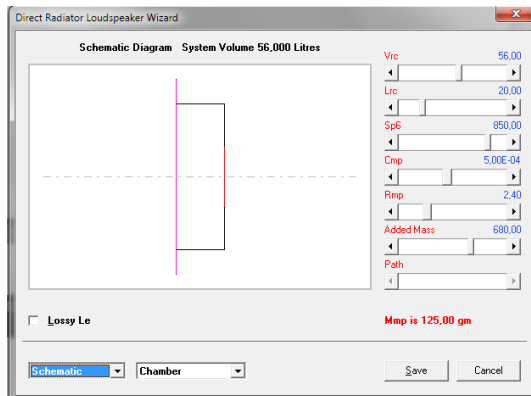 Direct Radiator Loudspeaker Wizard
Schematic Diagram System Volume 56,000 Litres
Vrc 56,00
Lrc 20,00
Sp6 850,00
Cmp 5,00E-04
Rmp 2,40
Added Mass 680,00
Path
Lossy Le
Mmp is 125,00 gm
Schematic Chamber Save Cancel